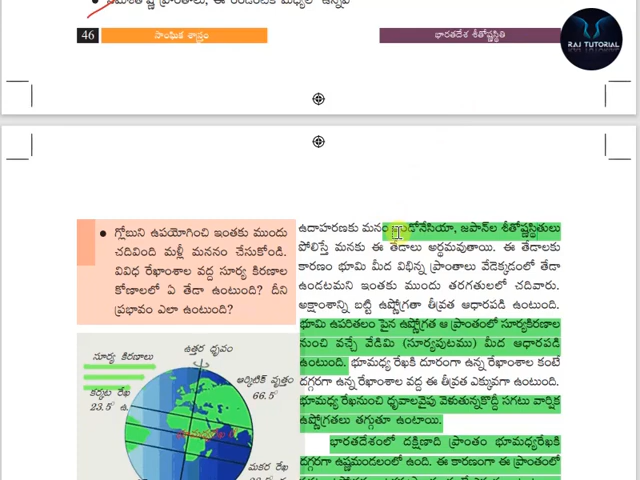 46 సాంఘిక శాస్త్రం
భారతదేశ శీతోష్ణస్థితి
RAJ TUTORIAL
• గ్లోబుని ఉపయోగించి ఇంతకు ముందు
చదివింది మళ్లీ మననం చేసుకోండి.
వివిధ రేఖాంశాల వద్ద సూర్య కిరణాల
కోణాలలో ఏ తేడా ఉంటుంది? దీని
ప్రభావం ఎలా ఉంటుంది?
ఉత్తర ధృవం
సూర్య కిరణాలు
ఆర్కిటిక్ వృత్తం
66.5°
కర్కట రేఖ
23.5° ఉ.
మకర రేఖ
ఉదాహరణకు మనం ఇండోనేసియా, జపాన్‌ల శీతోష్ణస్థితులు
పోలిస్తే మనకు ఈ తేడాలు అర్థమవుతాయి. ఈ తేడాలకు
కారణం భూమి మీద విభిన్న ప్రాంతాలు వేడెక్కడంలో తేడా
ఉండటమని ఇంతకు ముందు తరగతులలో చదివారు.
అక్షాంశాన్ని బట్టి ఉష్ణోగ్రతా తీవ్రత ఆధారపడి ఉంటుంది.
భూమి ఉపరితలం పైన ఉష్ణోగ్రత ఆ ప్రాంతంలో సూర్యకిరణాల
నుంచి వచ్చే వేడిమి (సూర్యపుటము) మీద ఆధారపడి
ఉంటుంది. భూమధ్య రేఖకి దూరంగా ఉన్న రేఖాంశాల కంటే
దగ్గరగా ఉన్న రేఖాంశాల వద్ద ఈ తీవ్రత ఎక్కువగా ఉంటుంది.
భూమధ్య రేఖనుంచి ధృవాలవైపు వెళుతున్నకొద్దీ సగటు వార్షిక
ఉష్ణోగ్రతలు తగ్గుతూ ఉంటాయి.
భారతదేశంలో దక్షిణాది ప్రాంతం భూమధ్యరేఖకి
దగ్గరగా ఉష్ణమండలంలో ఉంది. ఈ కారణంగా ఈ ప్రాంతంలో